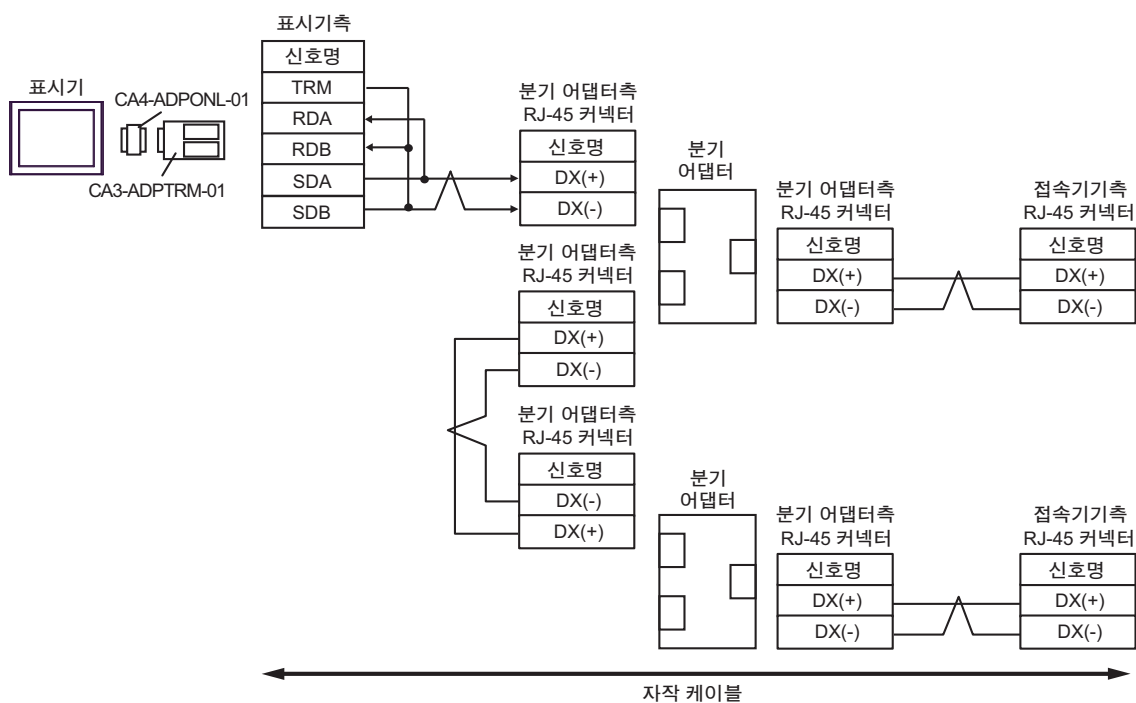 표시기
CA4-ADPONL-01
CA3-ADPTRM-01
표시기측
신호명
TRM
RDA
RDB
SDA
SDB
분기 어댑터측
RJ-45 커넥터
신호명
DX(+)
DX(-)
분기
어댑터
분기 어댑터측
RJ-45 커넥터
신호명
DX(+)
DX(-)
접속기기측
RJ-45 커넥터
신호명
DX(+)
DX(-)
분기 어댑터측
RJ-45 커넥터
신호명
DX(+)
DX(-)
분기 어댑터측
RJ-45 커넥터
신호명
DX(-)
DX(+)
분기
어댑터
분기 어댑터측
RJ-45 커넥터
신호명
DX(+)
DX(-)
접속기기측
RJ-45 커넥터
신호명
DX(+)
DX(-)
자작 케이블